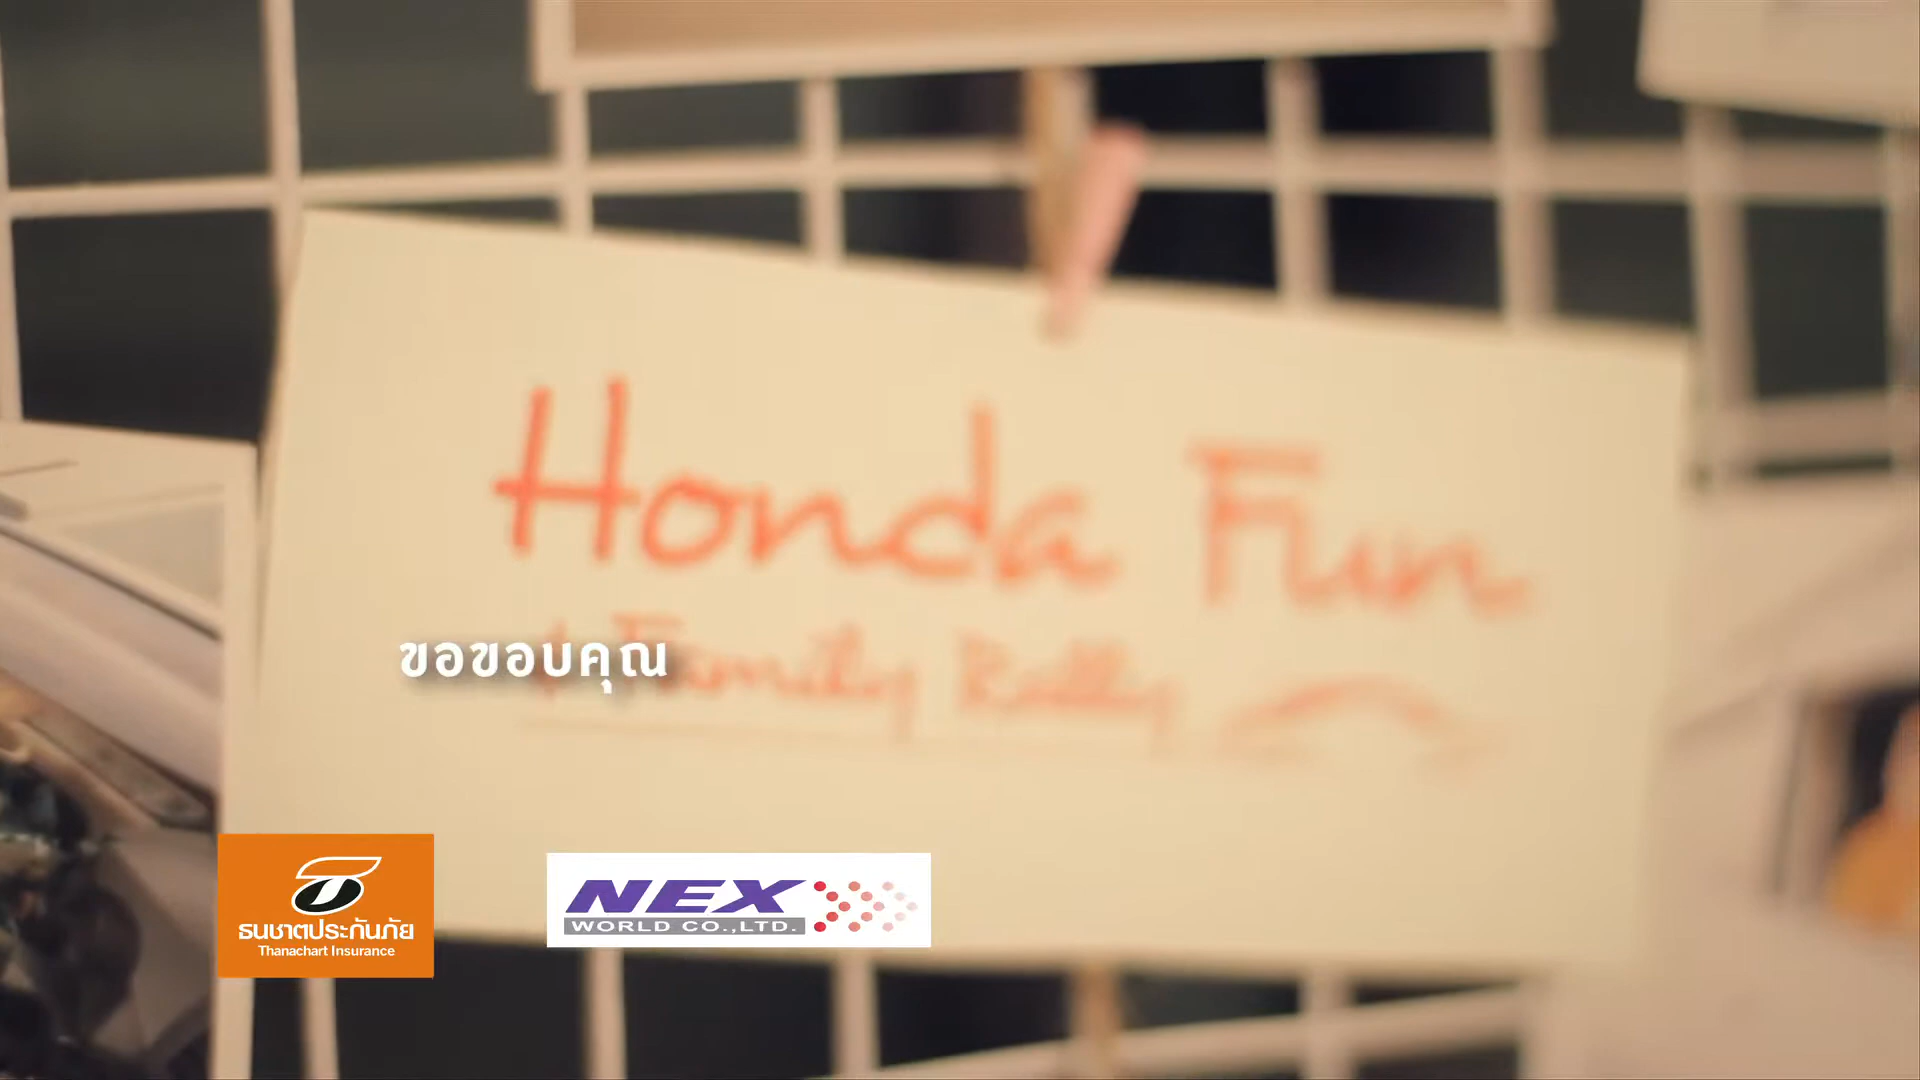 Honda Fun
& Family Rally
ขอขอบคุณ
ธนชาตประกันภัย
Thanachart Insurance
NEX
WORLD CO.,LTD.